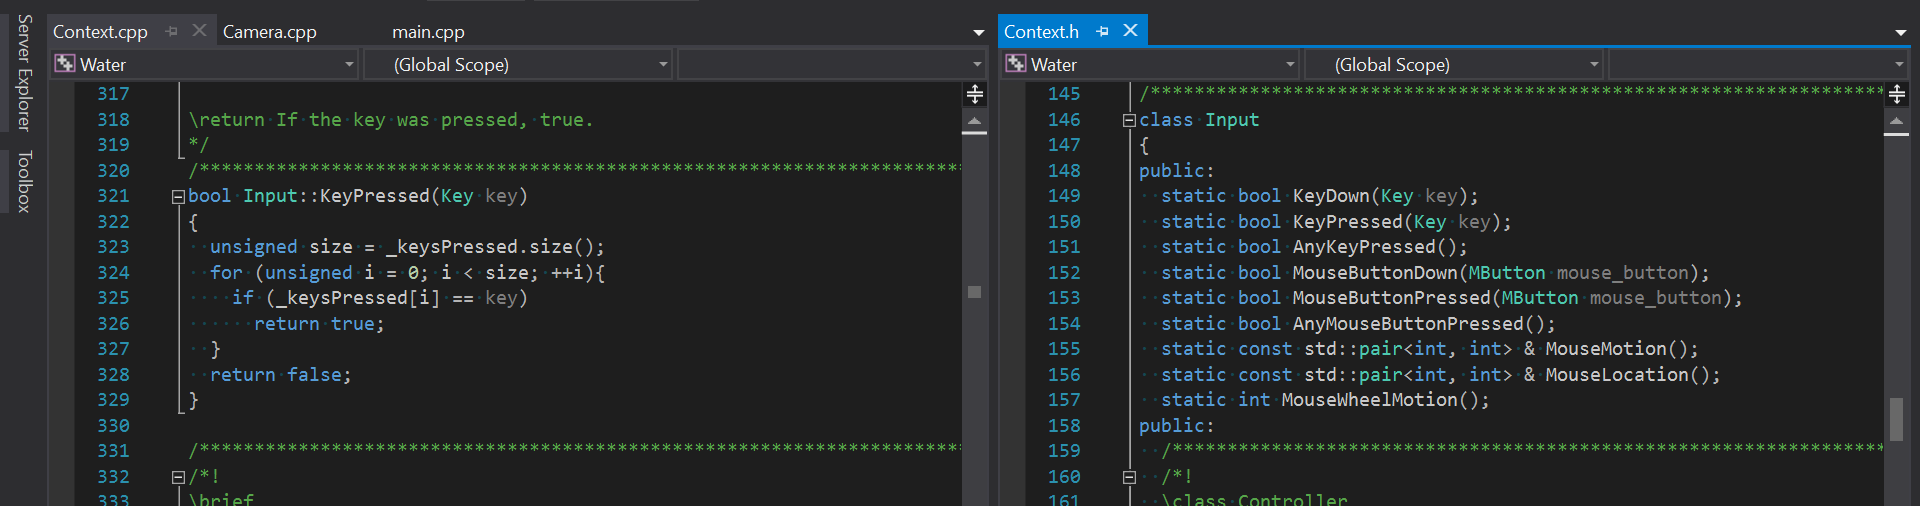 Server Explorer
Toolbox
Context.cpp
Camera.cpp
main.cpp
Water
(Global Scope)
317
318 \return If the key was pressed, true.
319 */
320 /**********************************************************************
321 bool Input::KeyPressed(Key key)
322 {
323 unsigned size = _keysPressed.size();
324 for (unsigned i = 0; i < size; ++i){
325 if (_keysPressed[i] == key)
326 return true;
327 }
328 return false;
329 }
330
331 /**********************************************************************
332 /*!
333 \brief
Context.h
Water
(Global Scope)
145 /*******************************************************************
146 class Input
147 {
148 public:
149 static bool KeyDown(Key key);
150 static bool KeyPressed(Key key);
151 static bool AnyKeyPressed();
152 static bool MouseButtonDown(MButton mouse_button);
153 static bool MouseButtonPressed(MButton mouse_button);
154 static bool AnyMouseButtonPressed();
155 static const std::pair<int, int> & MouseMotion();
156 static const std::pair<int, int> & MouseLocation();
157 static int MouseWheelMotion();
158 public:
159 /*****************************************************************
160 /*!
161 \class Controller